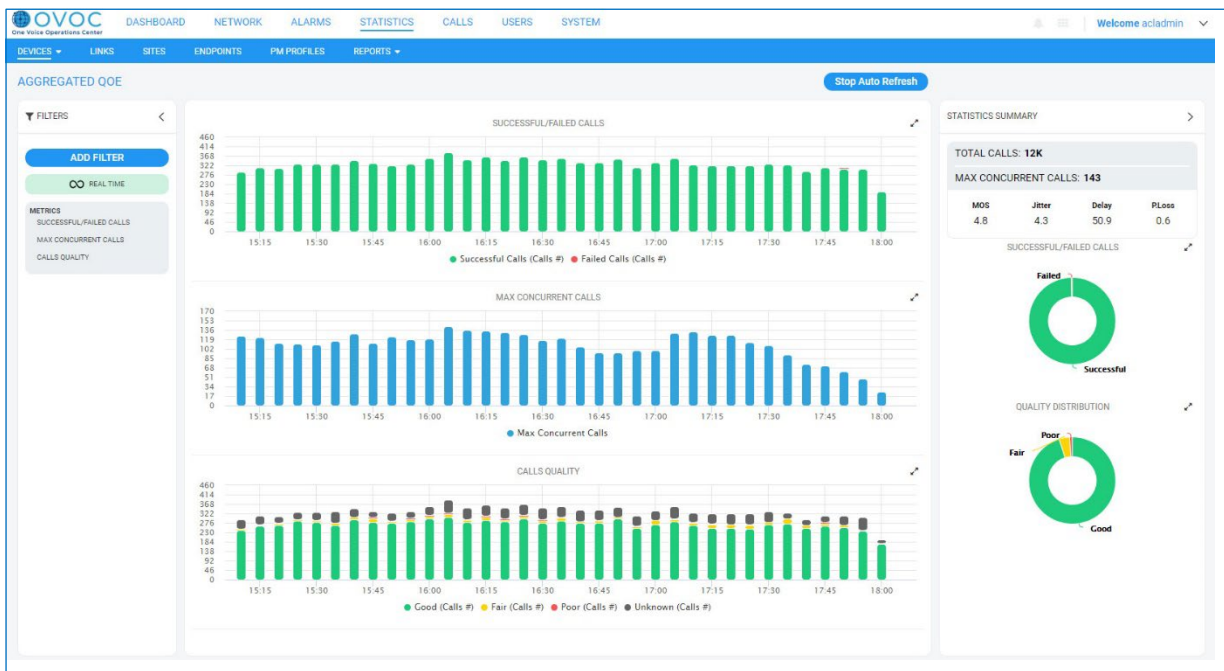 OVOC
One Voice Operations Center
DASHBOARD NETWORK ALARMS STATISTICS CALLS USERS SYSTEM
Welcome acladmin
DEVICES LINKS SITES ENDPOINTS PM PROFILES REPORTS
AGGREGATED QOE
Stop Auto Refresh
FILTERS
ADD FILTER
REAL TIME
METRICS
SUCCESSFUL/FAILED CALLS
MAX CONCURRENT CALLS
CALLS QUALITY
SUCCESSFUL/FAILED CALLS
460
414
368
322
276
230
184
138
92
46
0
15:15 15:30 15:45 16:00 16:15 16:30 16:45 17:00 17:15 17:30 17:45 18:00
Successful Calls (Calls #) Failed Calls (Calls #)
MAX CONCURRENT CALLS
170
153
136
119
102
85
68
51
34
17
0
15:15 15:30 15:45 16:00 16:15 16:30 16:45 17:00 17:15 17:30 17:45 18:00
Max Concurrent Calls
CALLS QUALITY
460
414
368
322
276
230
184
138
92
46
0
15:15 15:30 15:45 16:00 16:15 16:30 16:45 17:00 17:15 17:30 17:45 18:00
Good (Calls #) Fair (Calls #) Poor (Calls #) Unknown (Calls #)
STATISTICS SUMMARY
TOTAL CALLS: 12K
MAX CONCURRENT CALLS: 143
MOS Jitter Delay P.Loss
4.8 4.3 50.9 0.6
SUCCESSFUL/FAILED CALLS
Failed
Successful
QUALITY DISTRIBUTION
Poor
Fair
Good